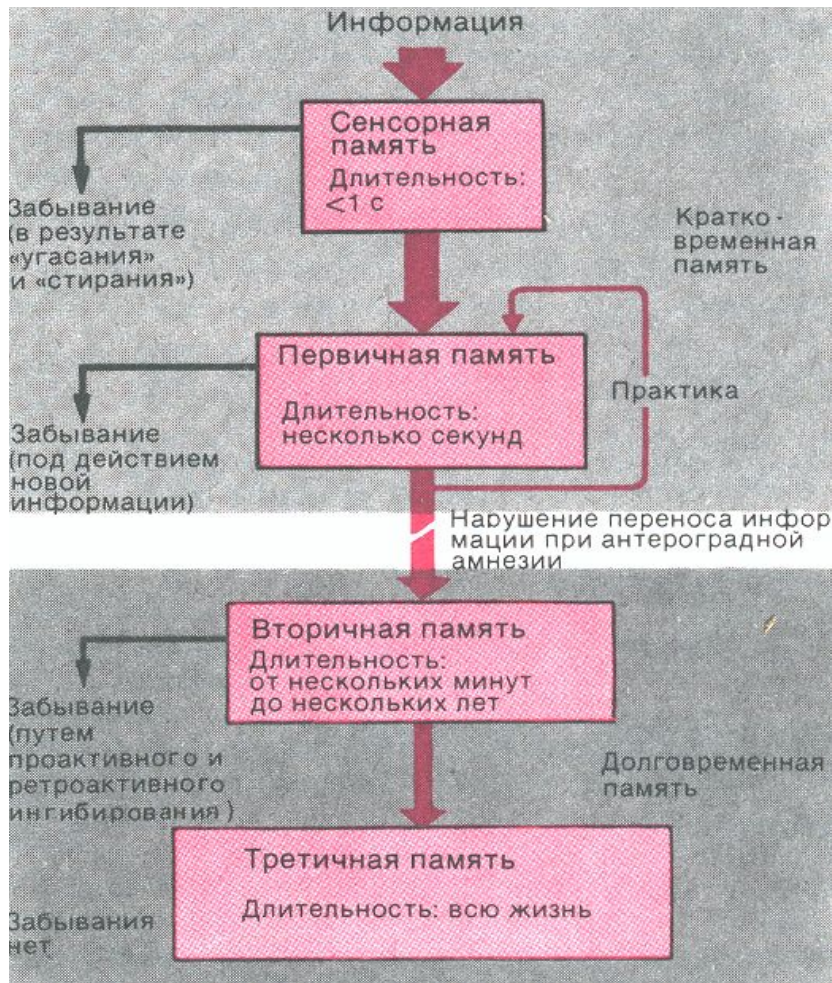 Информация
Сенсорная
память
Длительность:
<1 с
Забывание
(в результате
«угасания»
и «стирания»)
Кратко -
временная
память
Первичная память
Длительность:
несколько секунд
Практика
Забывание
(под действием
новой
информации)
Нарушение переноса инфор
мации при антероградной
амнезии
Вторичная память
Длительность:
от нескольких минут
до нескольких лет
Забывание
(путем
проактивного и
ретроактивного
ингибирования)
Долговременная
память
Третичная память
Длительность: всю жизнь
Забывания
нет